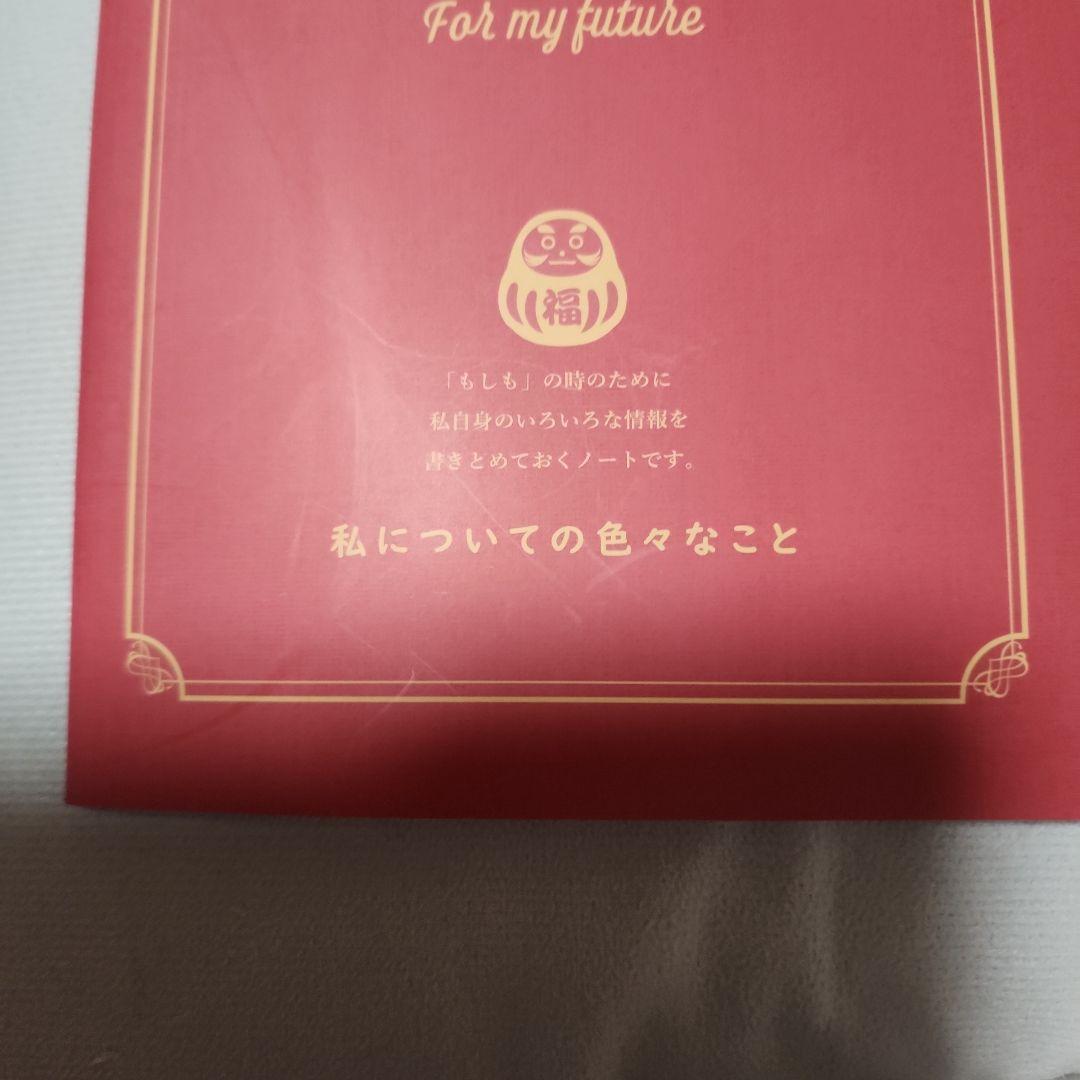 For my future
福
「もしも」の時のために
私自身のいろいろな情報を
書きとめておくノートです。
私についての色々なこと